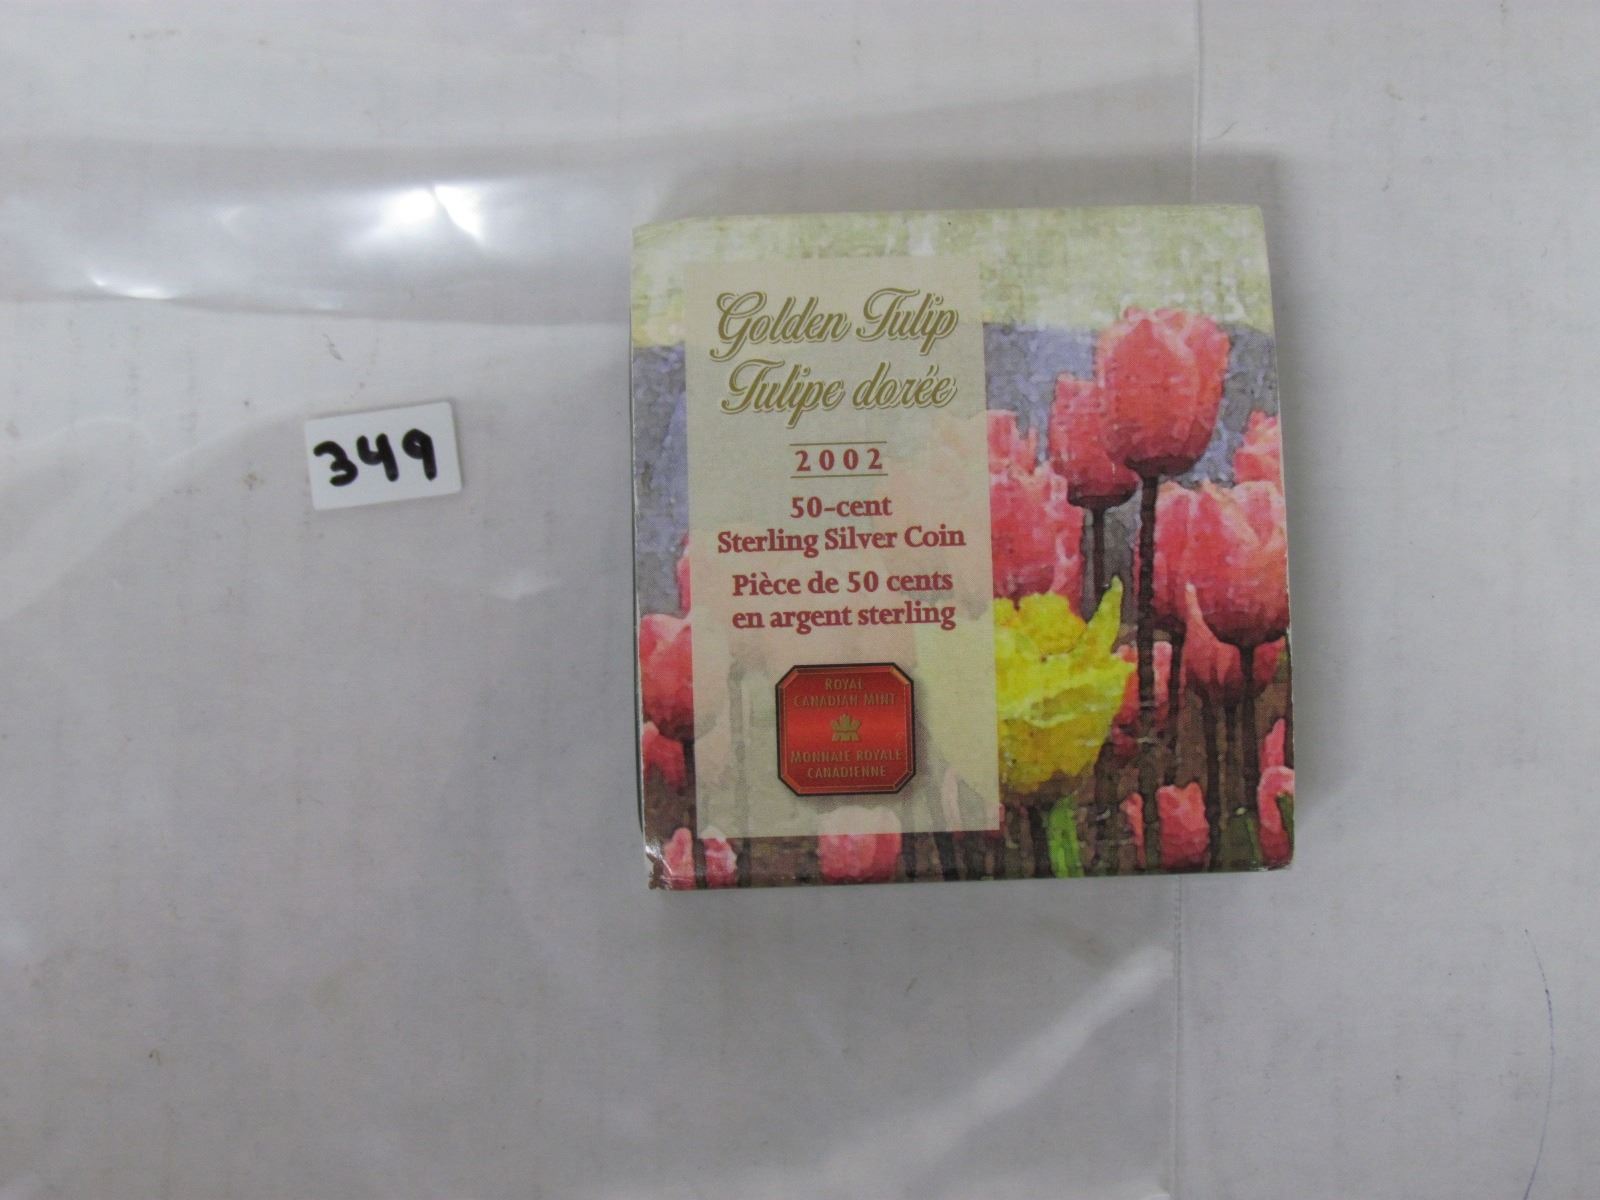 349
Golden Tulip
Tulipe dorée
2002
50-cent
Sterling Silver Coin
Pièce de 50 cents
en argent sterling
ROYAL
CANADIAN MINT
MONNAIE ROYALE
CANADIENNE